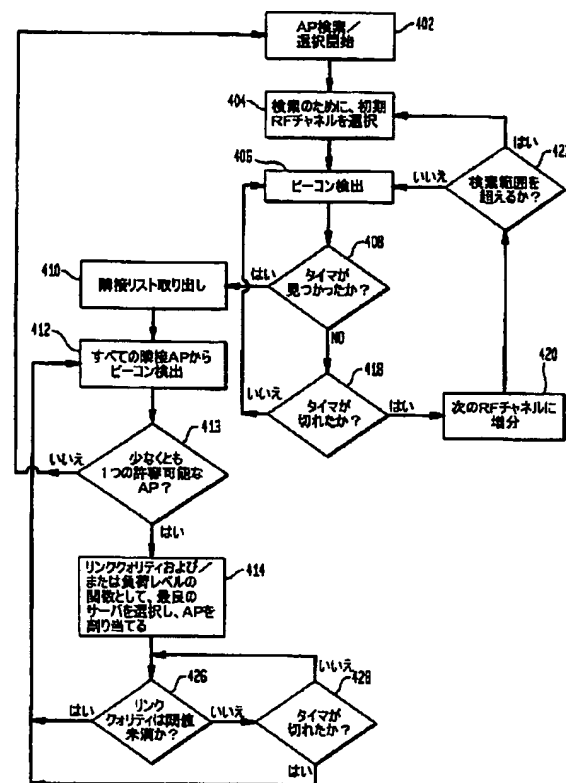 AP検索/
選択開始
402
404
検索のために、初期
RFチャネルを選択
406
ビーコン検出
はい
いいえ
422
検索範囲を
超えるか?
408
タイマが
見つかったか?
はい
NO
410
隣接リスト取り出し
412
すべての隣接APから
ビーコン検出
418
タイマが
切れたか?
いいえ
はい
420
次のRFチャネルに
増分
413
少なくとも
1つの許容可能な
AP?
いいえ
はい
414
リンククォリティおよび/
または負荷レベルの
関数として、最良の
サーバを選択し、APを
割り当てる
426
リンク
クォリティは閾値
未満か?
はい
いいえ
428
タイマが
切れたか?
いいえ
はい